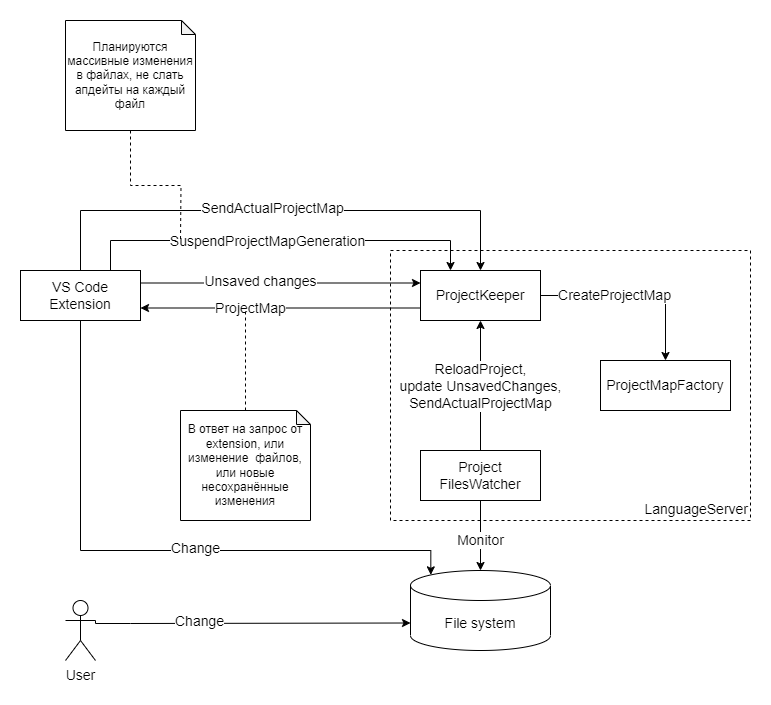 Планируются
массивные изменения
в файлах, не слать
апдейты на каждый
файл
SendActualProjectMap
SuspendProjectMapGeneration
VS Code
Extension
Unsaved changes
ProjectMap
ProjectKeeper
CreateProjectMap
ReloadProject,
update UnsavedChanges,
SendActualProjectMap
ProjectMapFactory
В ответ на запрос от
extension, или
изменение файлов,
или новые
несохранённые
изменения
Project
FilesWatcher
LanguageServer
Monitor
Change
File system
Change
User